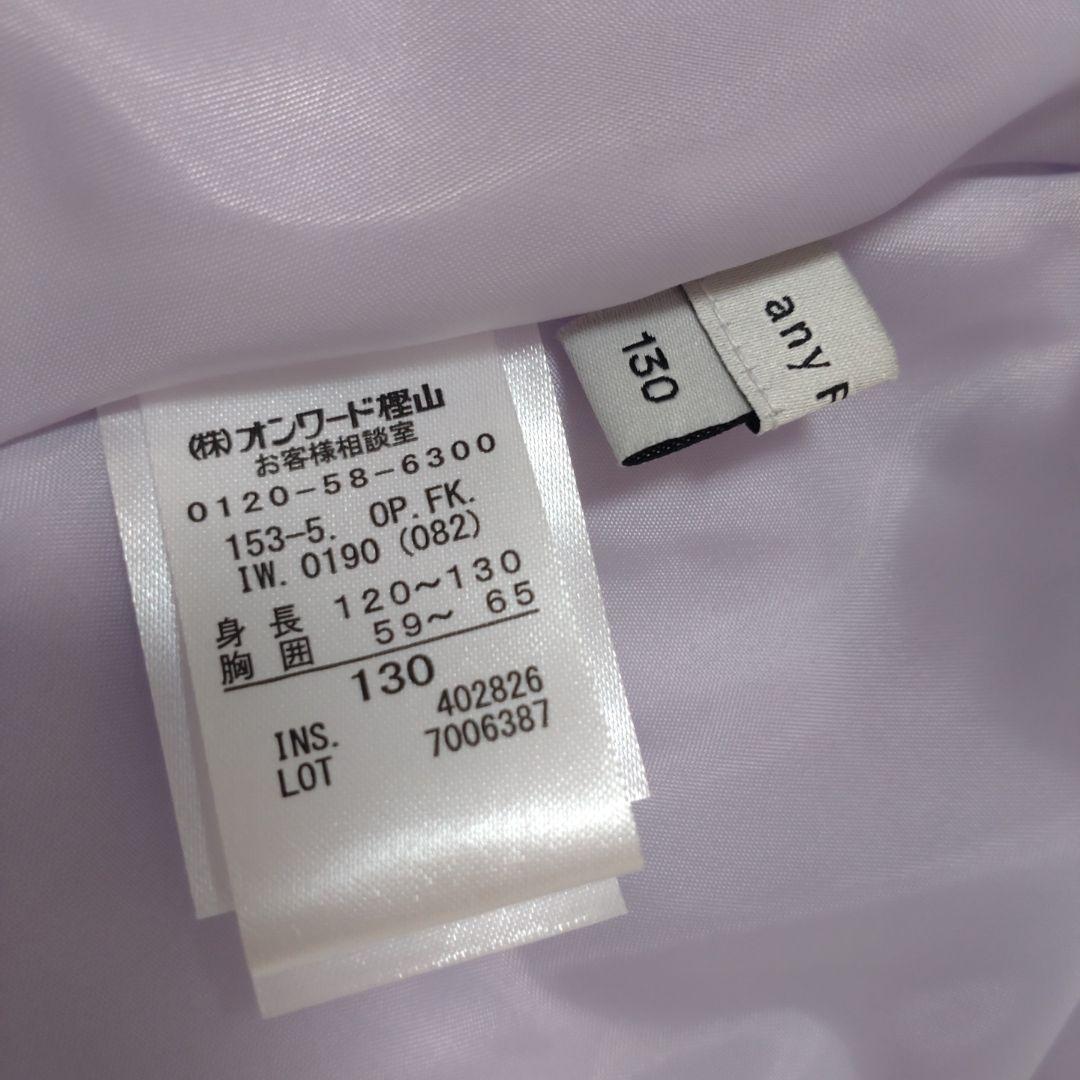 (株)オンワード樫山
お客様相談室
0120-58-6300
153-5. OP.FK.
IW. 0190 (082)
身 長 120〜130
胸 囲 59〜 65
130
INS. 402826
LOT 7006387
130
any F